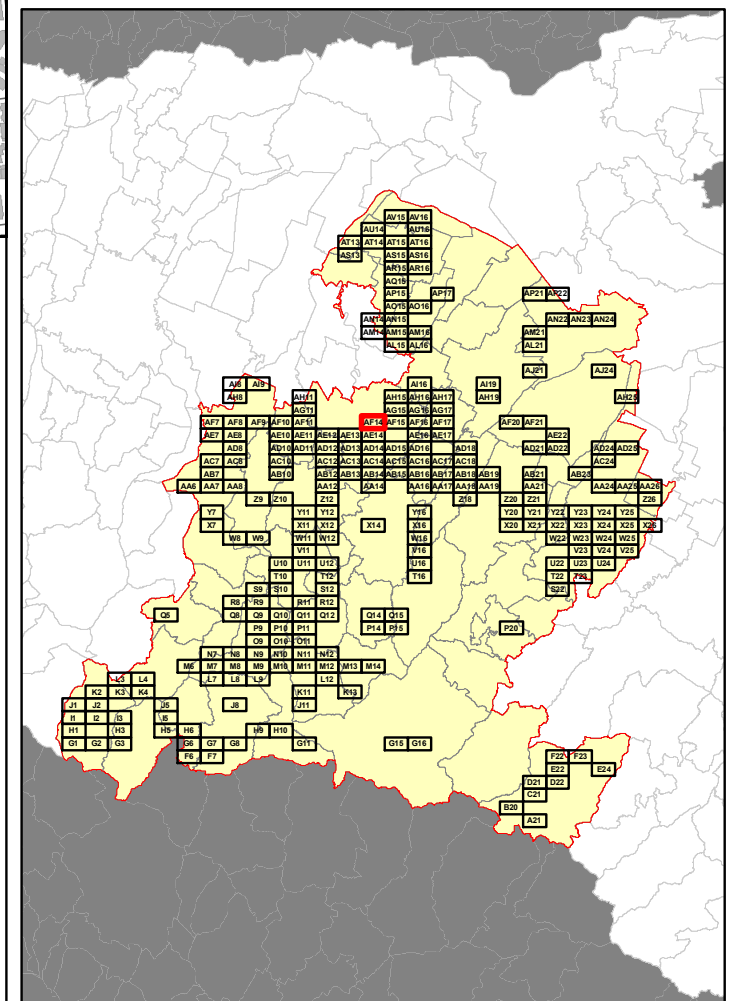 AV15 AV16
AU14 AU16
AT13 AT14 AT15 AT16
AS13 AS15 AS16
AR15 AR16
AQ15
AP15 AP17 AP21 AP22
AO15 AO16
AN14 AN15 AN22 AN23 AN24
AM14 AM15 AM16 AM21
AL15 AL16 AL21
AJ21 AJ24
AI8 AI9 AI16 AI19
AH8 AH11 AH15 AH16 AH17 AH19 AH25
AG11 AG15 AG16 AG17
AF7 AF8 AF9 AF10 AF11 AF14 AF15 AF16 AF17 AF20 AF21
AE7 AE8 AE10 AE11 AE12 AE13 AE14 AE16 AE17 AE22
AD8 AD10 AD11 AD12 AD13 AD14 AD15 AD16 AD18 AD21 AD22 AD24 AD25
AC7 AC8 AC10 AC12 AC13 AC14 AC15 AC16 AC17 AC18 AC24
AB7 AB10 AB12 AB13 AB14 AB15 AB16 AB17 AB18 AB19 AB21 AB23
AA6 AA7 AA8 AA12 AA14 AA16 AA17 AA18 AA19 AA21 AA24 AA25 AA26
Z9 Z10 Z12 Z18 Z20 Z21 Z26
Y7 Y11 Y12 Y16 Y20 Y21 Y22 Y23 Y24 Y25
X7 X11 X12 X14 X16 X20 X21 X22 X23 X24 X25 X26
W8 W9 W11 W12 W16 W22 W23 W24 W25
V11 V16 V23 V24 V25
U10 U11 U12 U16 U22 U23 U24
T10 T12 T16 T22 T23
S9 S10 S12 S22
R8 R9 R11 R12
Q5 Q8 Q9 Q10 Q11 Q12 Q14 Q15
P9 P10 P11 P14 P15 P20
O9 O10 O11
N7 N8 N9 N10 N11 N12
M6 M7 M8 M9 M10 M11 M12 M13 M14
L3 L4 L7 L8 L9 L12
K2 K3 K4 K11 K13
J1 J2 J5 J8 J11
I1 I2 I3 I5
H1 H3 H5 H6 H9 H10
G1 G2 G3 G6 G7 G8 G11 G15 G16
F6 F7 F22 F23
E22 E24
D21 D22
C21
B20
A21